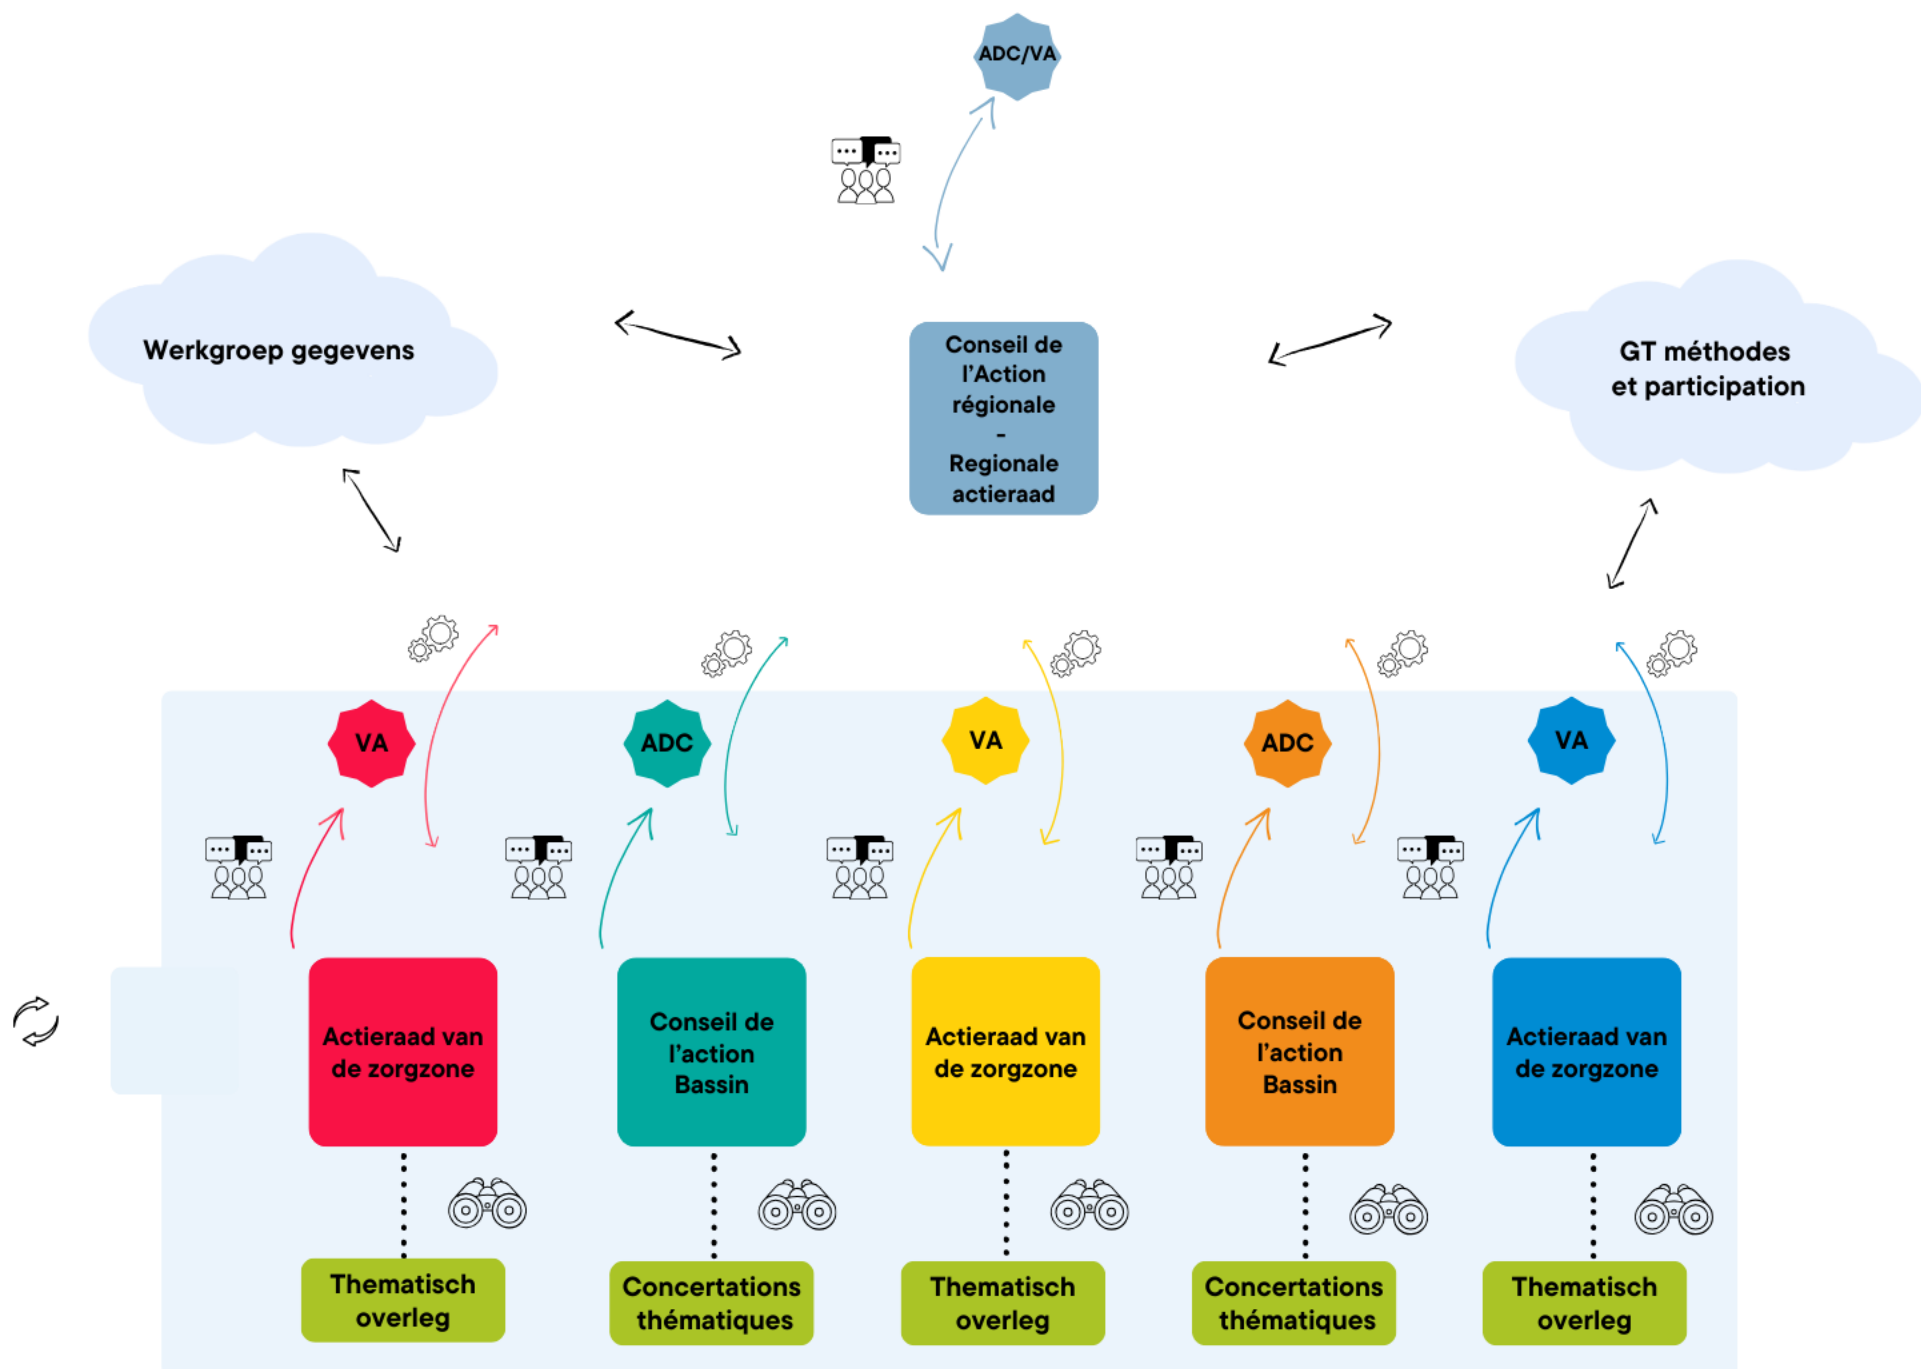 ADC/VA
Werkgroep gegevens
Conseil de
l'Action
régionale
-
Regionale
actieraad
GT méthodes
et participation
VA
ADC
VA
ADC
VA
Actieraad van
de zorgzone
Conseil de
l'action
Bassin
Actieraad van
de zorgzone
Conseil de
l'action
Bassin
Actieraad van
de zorgzone
Thematisch
overleg
Concertations
thématiques
Thematisch
overleg
Concertations
thématiques
Thematisch
overleg